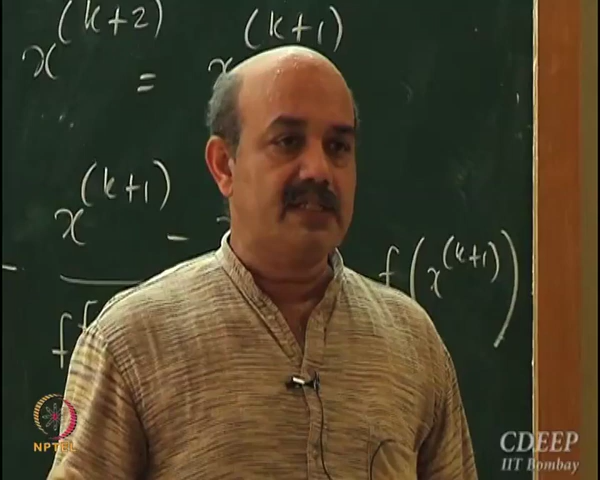 x^(k+2) = x^(k+1)
x^(k+1) -
f
f(x^(k+1))
NPTEL
CDEEP
IIT Bombay